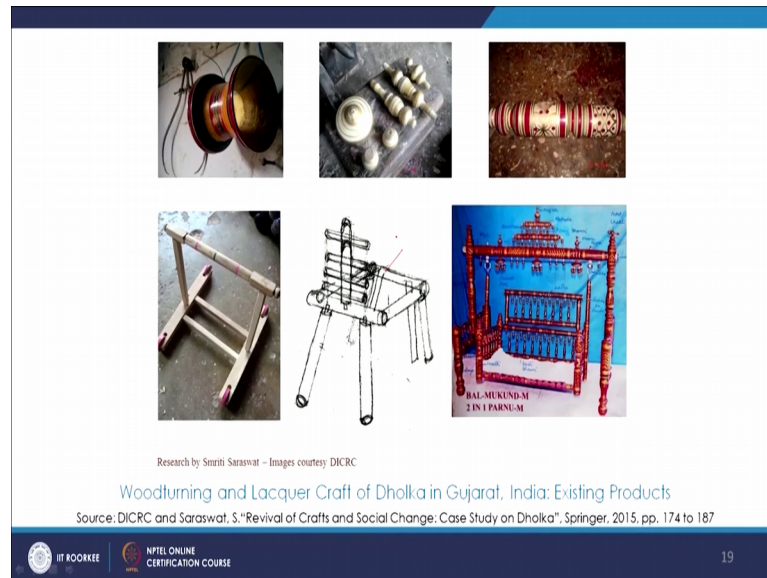 BAL-MUKUND-M
2 IN 1 PARNU-M
Research by Smriti Saraswat – Images courtesy DICRC
Woodturning and Lacquer Craft of Dholka in Gujarat, India: Existing Products
Source: DICRC and Saraswat, S.“Revival of Crafts and Social Change: Case Study on Dholka”, Springer, 2015, pp. 174 to 187
IIT ROORKEE
NPTEL ONLINE
CERTIFICATION COURSE
19